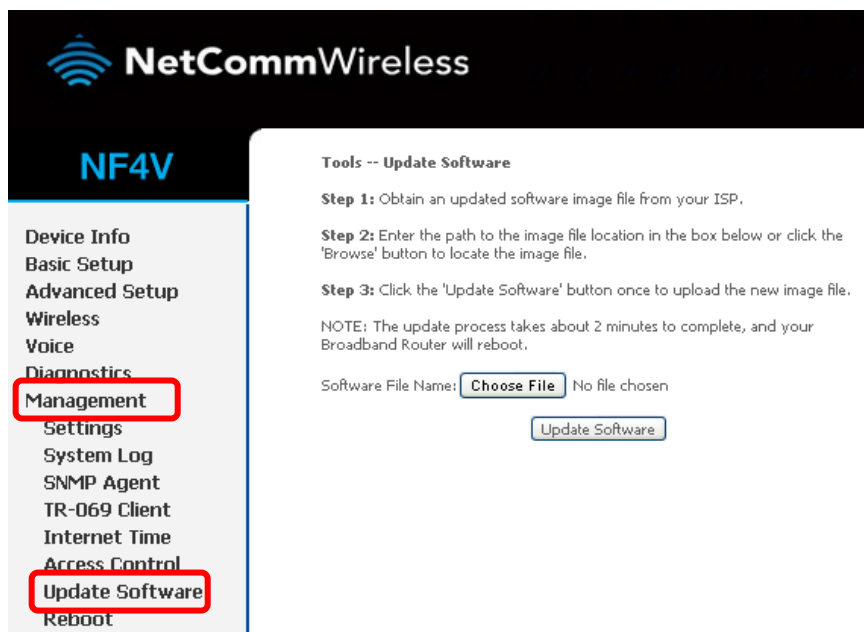 NetCommWireless
NF4V
Device Info
Basic Setup
Advanced Setup
Wireless
Voice
Diagnostics
Management
Settings
System Log
SNMP Agent
TR-069 Client
Internet Time
Access Control
Update Software
Reboot
Tools -- Update Software
Step 1: Obtain an updated software image file from your ISP.
Step 2: Enter the path to the image file location in the box below or click the
'Browse' button to locate the image file.
Step 3: Click the 'Update Software' button once to upload the new image file.
NOTE: The update process takes about 2 minutes to complete, and your
Broadband Router will reboot.
Software File Name: Choose File No file chosen
Update Software